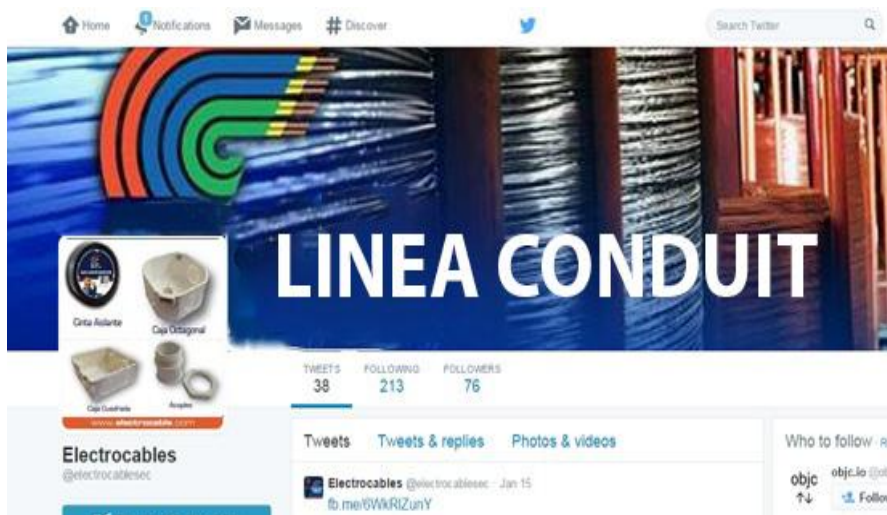 Home Notifications Messages # Discover Search Twitter
1
LINEA CONDUIT
Cinta Aislante Caja Octagonal
Caja Cuadrada Acoples
www.electrocable.com
TWEETS FOLLOWING FOLLOWERS
38 213 76
Electrocables
@electrocablesec
Tweets Tweets & replies Photos & videos
Electrocables @electrocablesec · Jan 15
fb.me/6WkRlZunY
Who to follow · R
objc
objc.io @ob
Follow